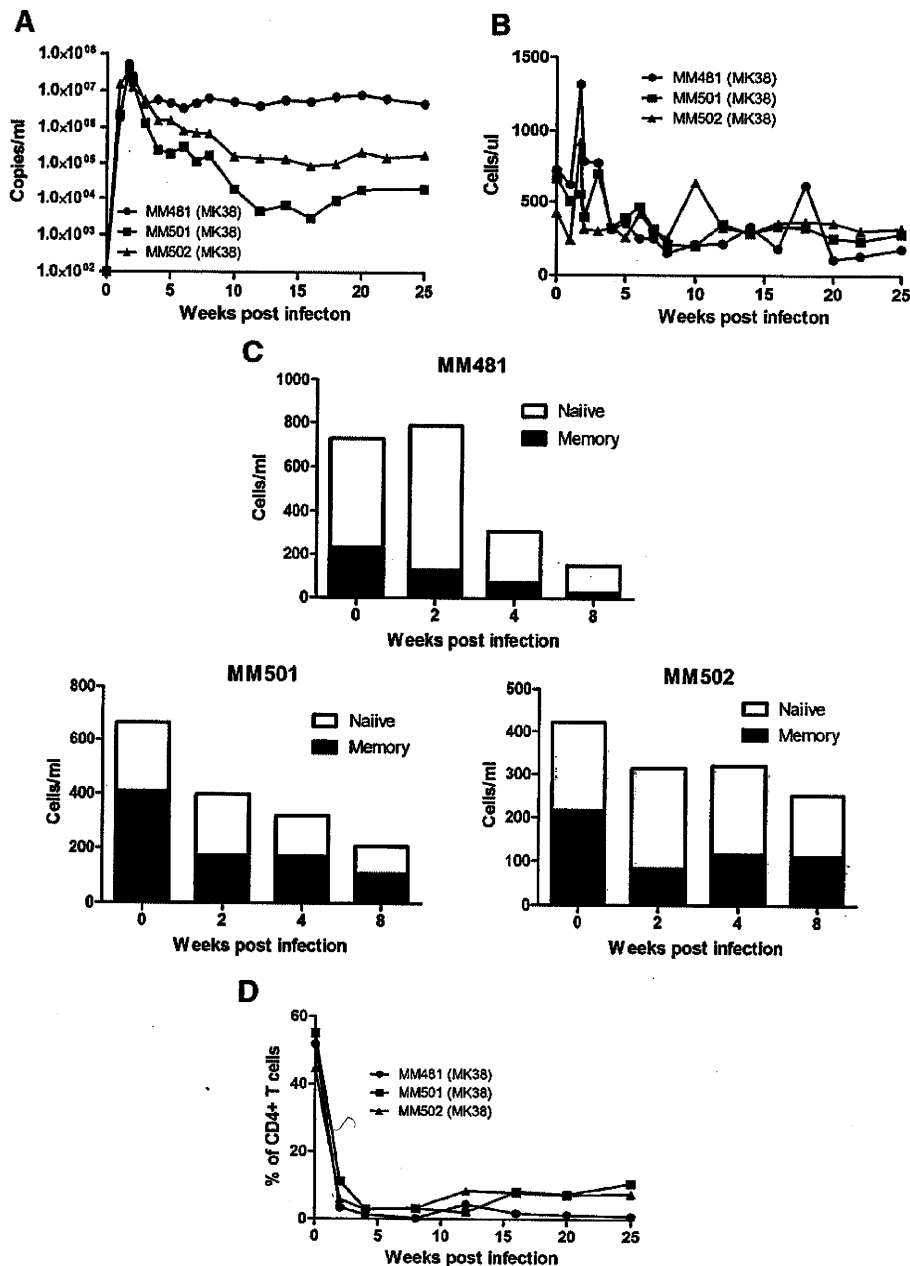 A
1.0x10⁰⁸
1.0x10⁰⁷
1.0x10⁰⁶
1.0x10⁰⁵
1.0x10⁰⁴
1.0x10⁰³
1.0x10⁰²
Copies/ml
MM481 (MK38)
MM501 (MK38)
MM502 (MK38)
0 5 10 15 20 25
Weeks post infecton
B
1500
1000
500
0
Cells/ul
MM481 (MK38)
MM501 (MK38)
MM502 (MK38)
0 5 10 15 20 25
Weeks post infecton
C
MM481
1000
800
600
400
200
0
Cells/ml
Naiive
Memory
0 2 4 8
Weeks post infection
MM501
800
600
400
200
0
Cells/ml
Naiive
Memory
0 2 4 8
Weeks post infection
MM502
500
400
300
200
100
0
Cells/ml
Naiive
Memory
0 2 4 8
Weeks post infection
D
60
40
20
0
% of CD4+ T cells
MM481 (MK38)
MM501 (MK38)
MM502 (MK38)
0 5 10 15 20 25
Weeks post infection